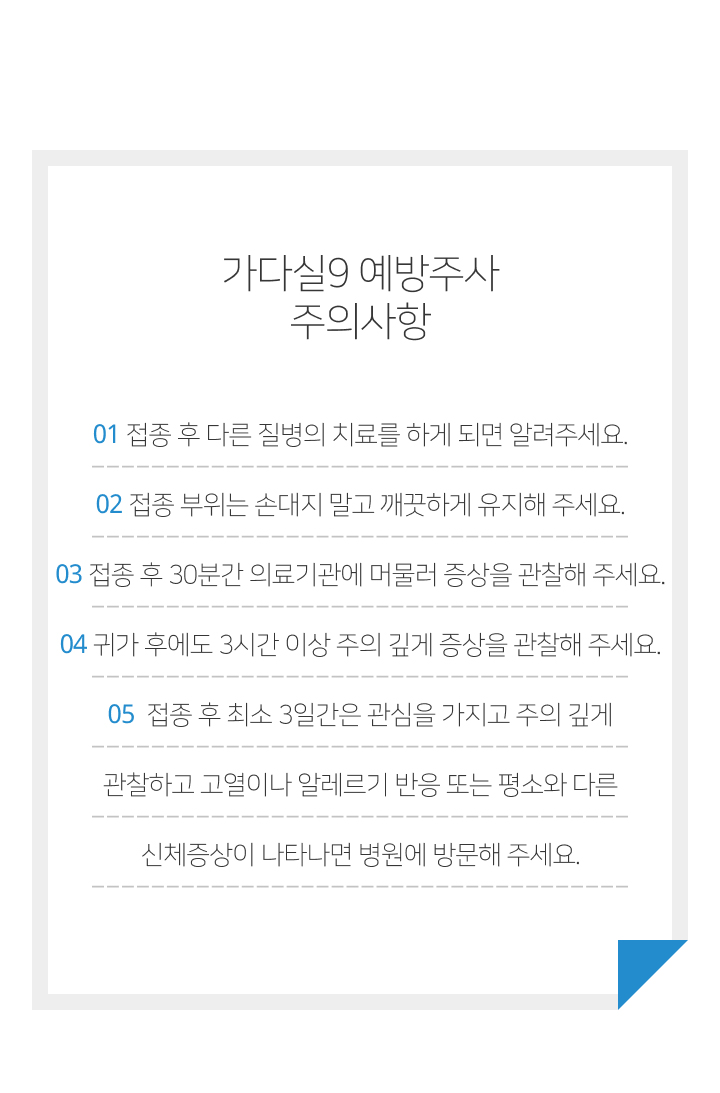 가다실9 예방주사
주의사항
01 접종 후 다른 질병의 치료를 하게 되면 알려주세요.
02 접종 부위는 손대지 말고 깨끗하게 유지해 주세요.
03 접종 후 30분간 의료기관에 머물러 증상을 관찰해 주세요.
04 귀가 후에도 3시간 이상 주의 깊게 증상을 관찰해 주세요.
05 접종 후 최소 3일간은 관심을 가지고 주의 깊게
관찰하고 고열이나 알레르기 반응 또는 평소와 다른
신체증상이 나타나면 병원에 방문해 주세요.